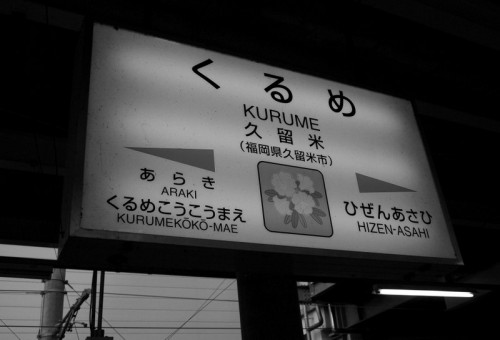 くるめ
KURUME
久留米
(福岡県久留米市)
あらき
ARAKI
くるめこうこうまえ
KURUMEKŌKŌ-MAE
ひぜんあさひ
HIZEN-ASAHI